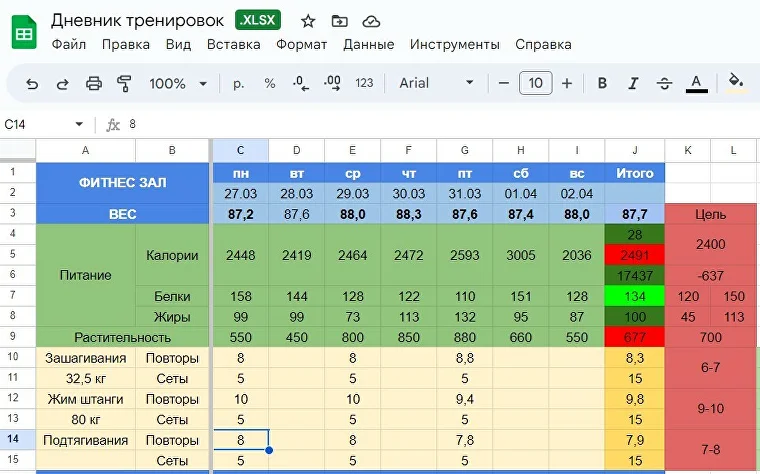 Дневник тренировок .XLSX
Файл Правка Вид Вставка Формат Данные Инструменты Справка
100% р. % .0 .00 123 Arial 10 B I S A
C14 fx 8
A B C D E F G H I J K L
1 ФИТНЕС ЗАЛ пн вт ср чт пт сб вс Итого
2 27.03 28.03 29.03 30.03 31.03 01.04 02.04
3 ВЕС 87,2 87,6 88,0 88,3 87,6 87,4 88,0 87,7 Цель
4 28
5 Питание Калории 2448 2419 2464 2472 2593 3005 2036 2491 2400
6 17437 -637
7 Белки 158 144 128 122 110 151 128 134 120 150
8 Жиры 99 99 73 113 132 95 87 100 45 113
9 Растительность 550 450 800 850 880 660 550 677 700
10 Зашагивания Повторы 8 8 8,8 8,3 6-7
11 32,5 кг Сеты 5 5 5 15
12 Жим штанги Повторы 10 10 9,4 9,8 9-10
13 80 кг Сеты 5 5 5 15
14 Подтягивания Повторы 8 8 7,8 7,9 7-8
15 Сеты 5 5 5 15